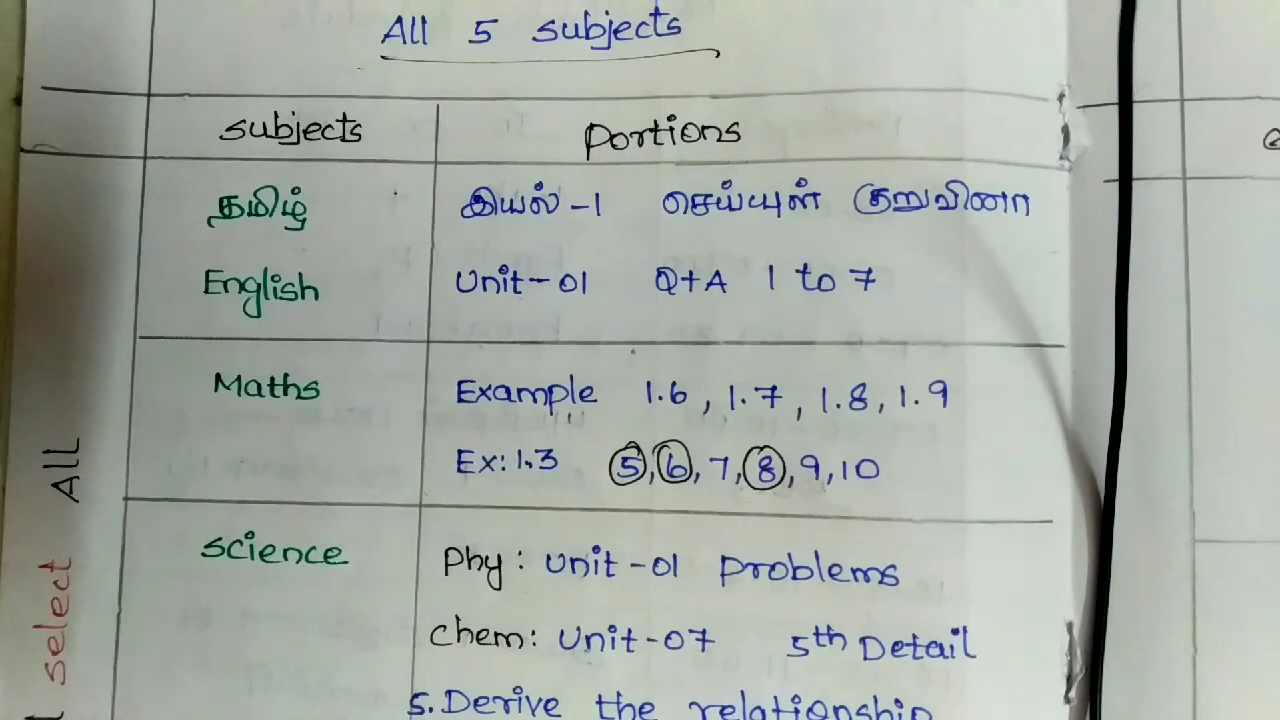 All 5 subjects
subjects Portions
தமிழ் இயல்-1 செய்யுள் குறுவினா
English Unit-01 Q+A 1 to 7
Maths Example 1.6, 1.7, 1.8, 1.9
Ex: 1.3 5, 6, 7, 8, 9, 10
science Phy: Unit-01 Problems
Chem: Unit-07 5th Detail
5. Derive the relationship
select All